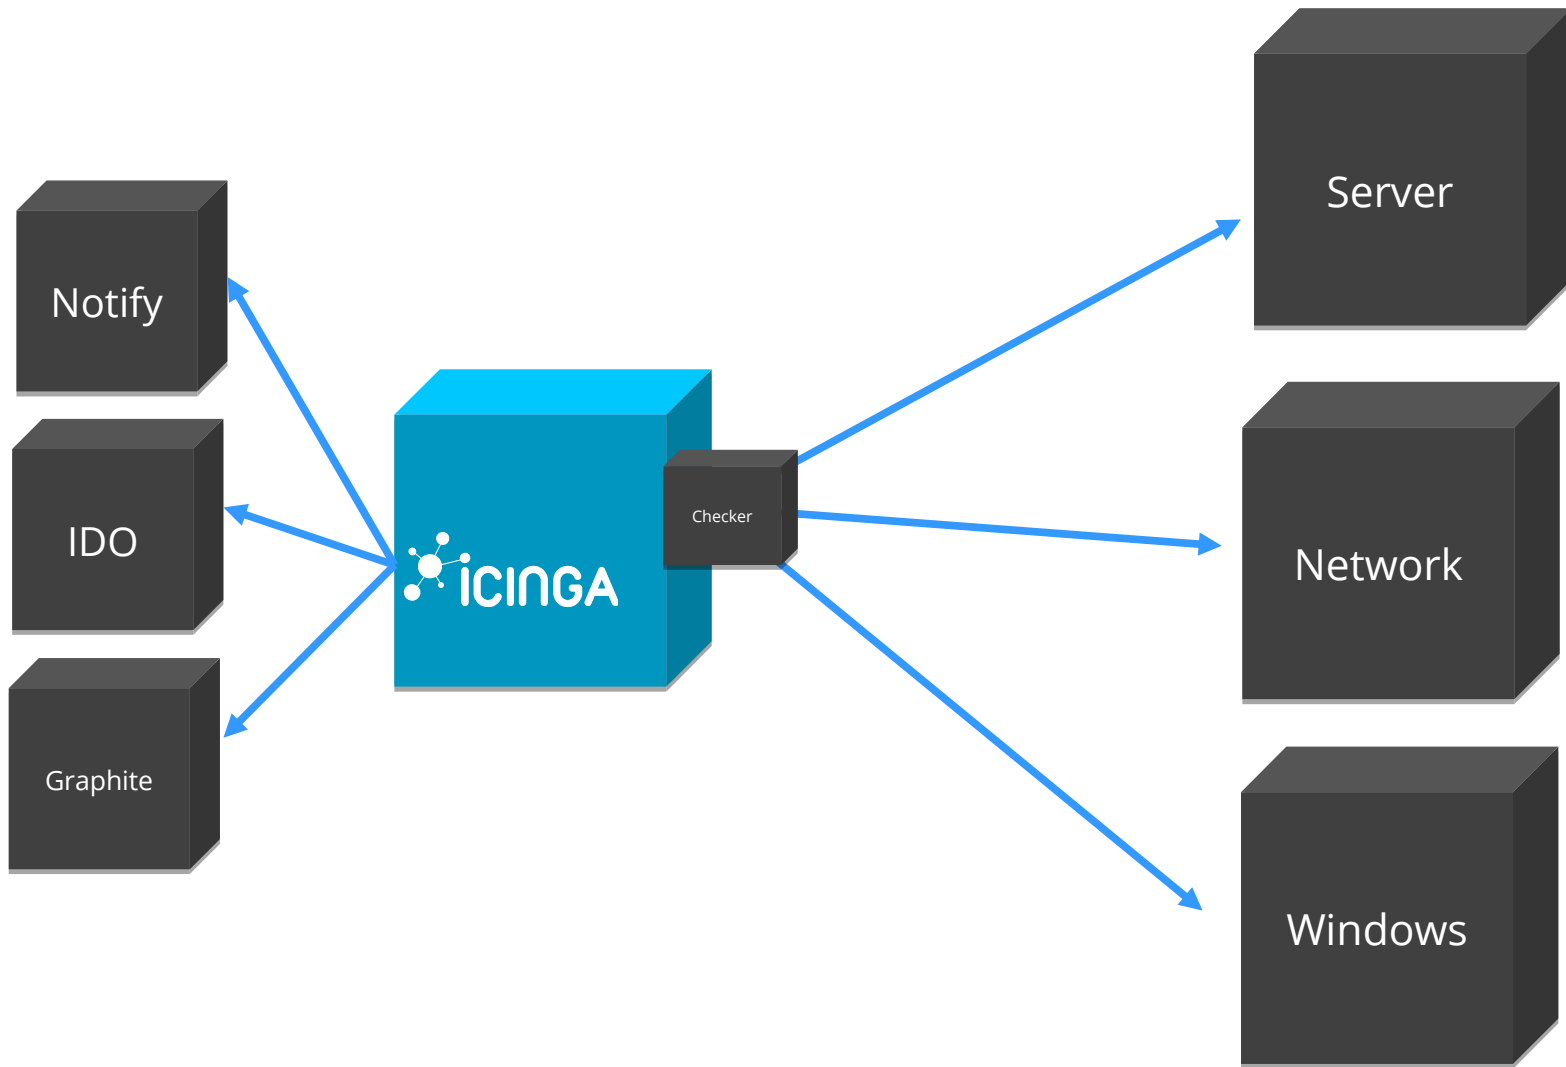 Server
Notify
Checker
IDO
Network
iCINGA
Graphite
Windows